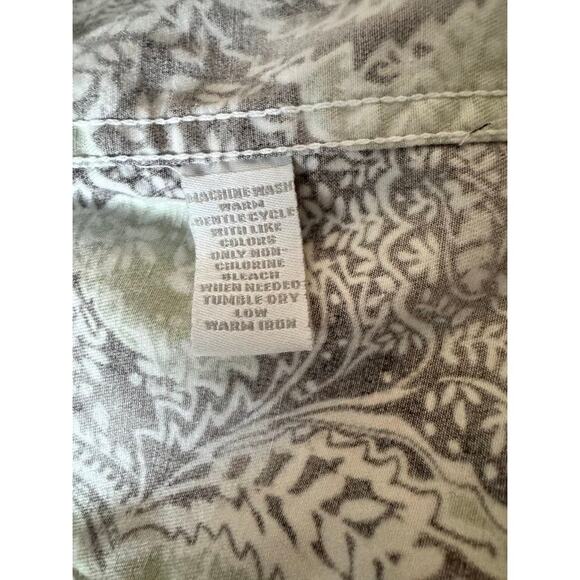 MACHINE WASH
WARM
GENTLE CYCLE
WITH LIKE
COLORS
ONLY NON-
CHLORINE
BLEACH
WHEN NEEDED
TUMBLE DRY
LOW
WARM IRON